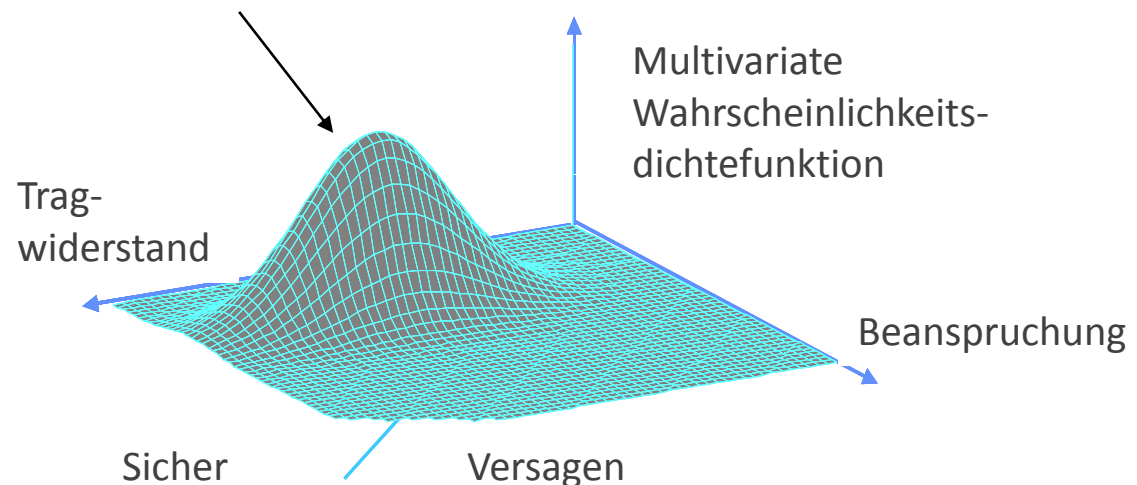 Multivariate
Wahrscheinlichkeits-
dichtefunktion
Trag-
widerstand
Beanspruchung
Sicher
Versagen